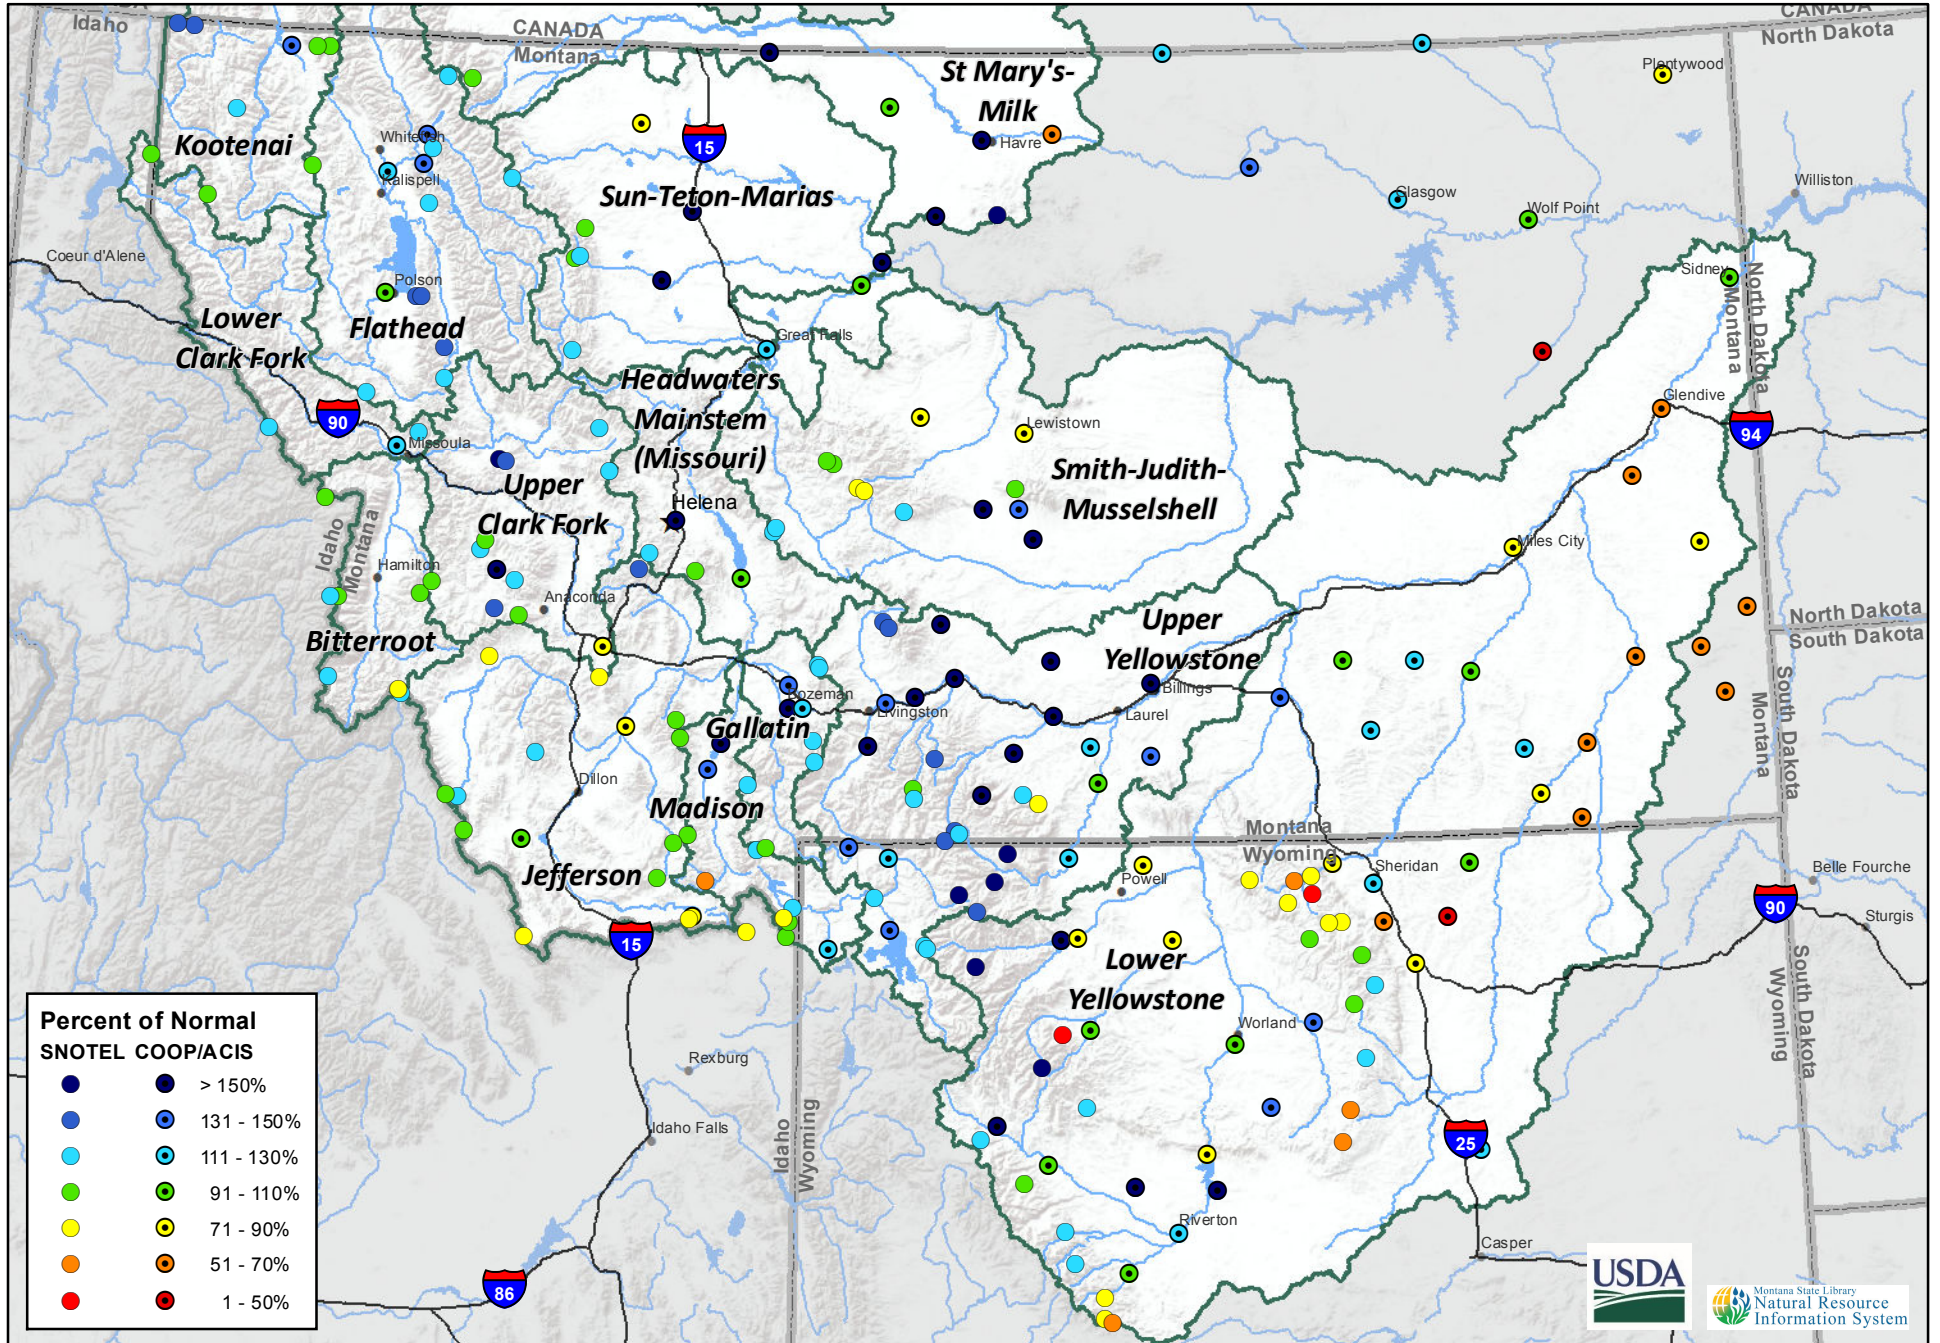 Idaho
CANADA
Montana
CANADA
North Dakota
St Mary's-
Milk
Plentywood
Kootenai
Whitefish
Kalispell
15
Havre
Sun-Teton-Marias
Glasgow
Wolf Point
Williston
Coeur d'Alene
Polson
Sidney
Montana
North Dakota
Lower
Clark Fork
Flathead
Great Falls
Headwaters
Mainstem
(Missouri)
90
Missoula
Lewistown
Glendive
94
Upper
Clark Fork
Helena
Smith-Judith-
Musselshell
Idaho
Montana
Hamilton
Anaconda
Miles City
Bitterroot
Upper
Yellowstone
North Dakota
South Dakota
Bozeman
Livingston
Billings
Laurel
Gallatin
Montana
South Dakota
Dillon
Madison
Jefferson
Montana
Wyoming
Sheridan
Powell
Belle Fourche
Sturgis
90
15
Lower
Yellowstone
Worland
Wyoming
South Dakota
Rexburg
Idaho Falls
Idaho
Wyoming
25
Riverton
Casper
86
Percent of Normal
SNOTEL COOP/ACIS
> 150%
131 - 150%
111 - 130%
91 - 110%
71 - 90%
51 - 70%
1 - 50%
USDA
Montana State Library
Natural Resource
Information System